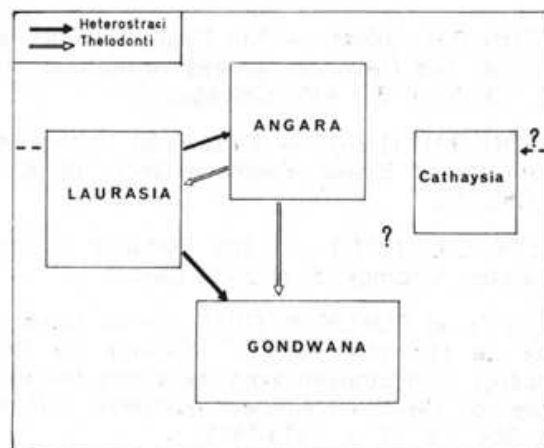 Heterostraci
Thelodonti
ANGARA
?
LAURASIA
Cathaysia
?
GONDWANA